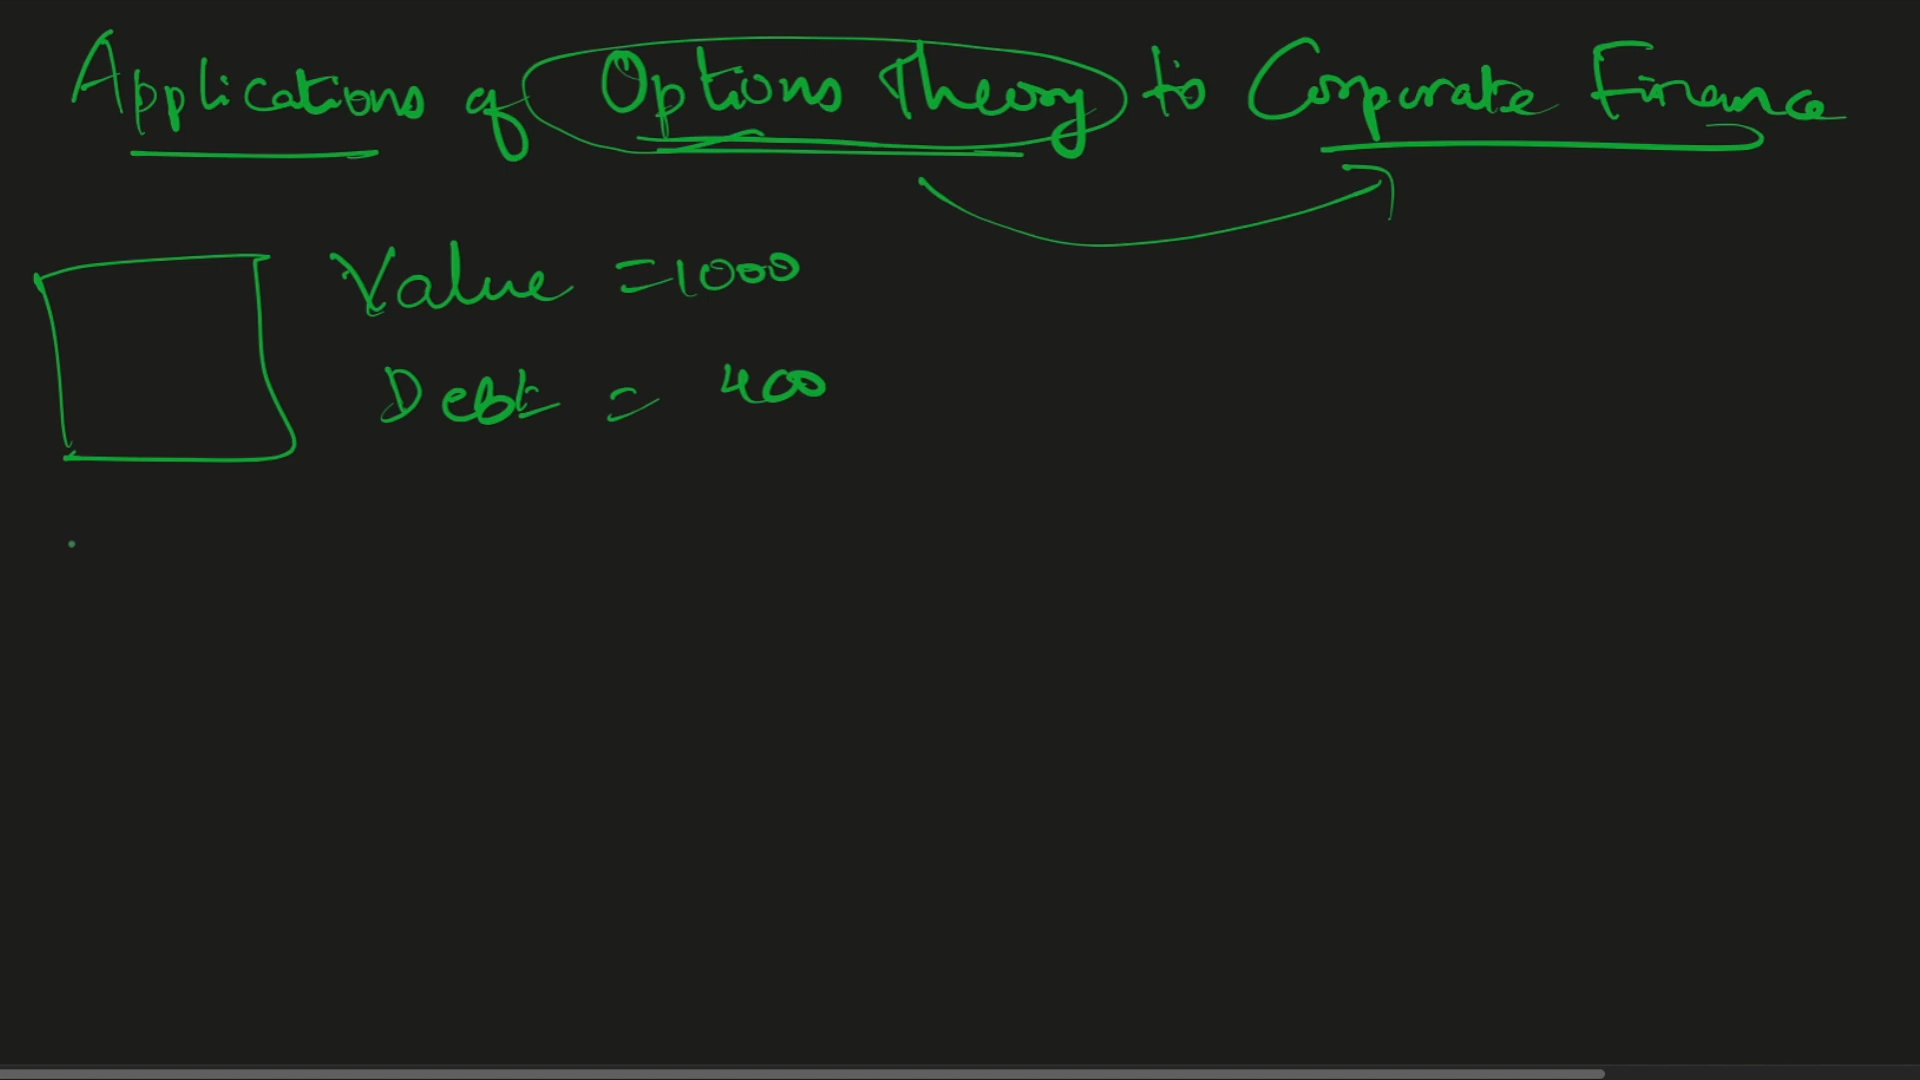 Applications of Options Theory to Corporate Finance
Value = 1000
Debt = 400